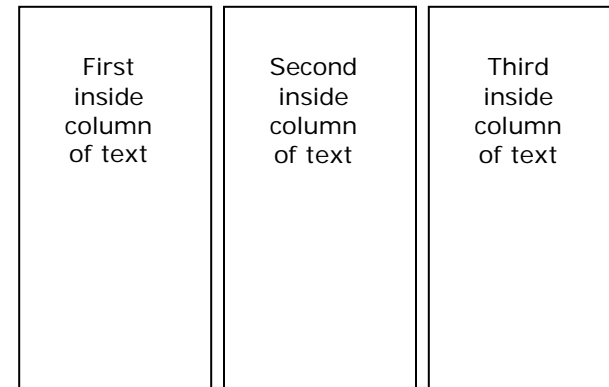 First
inside
column
of text
Second
inside
column
of text
Third
inside
column
of text